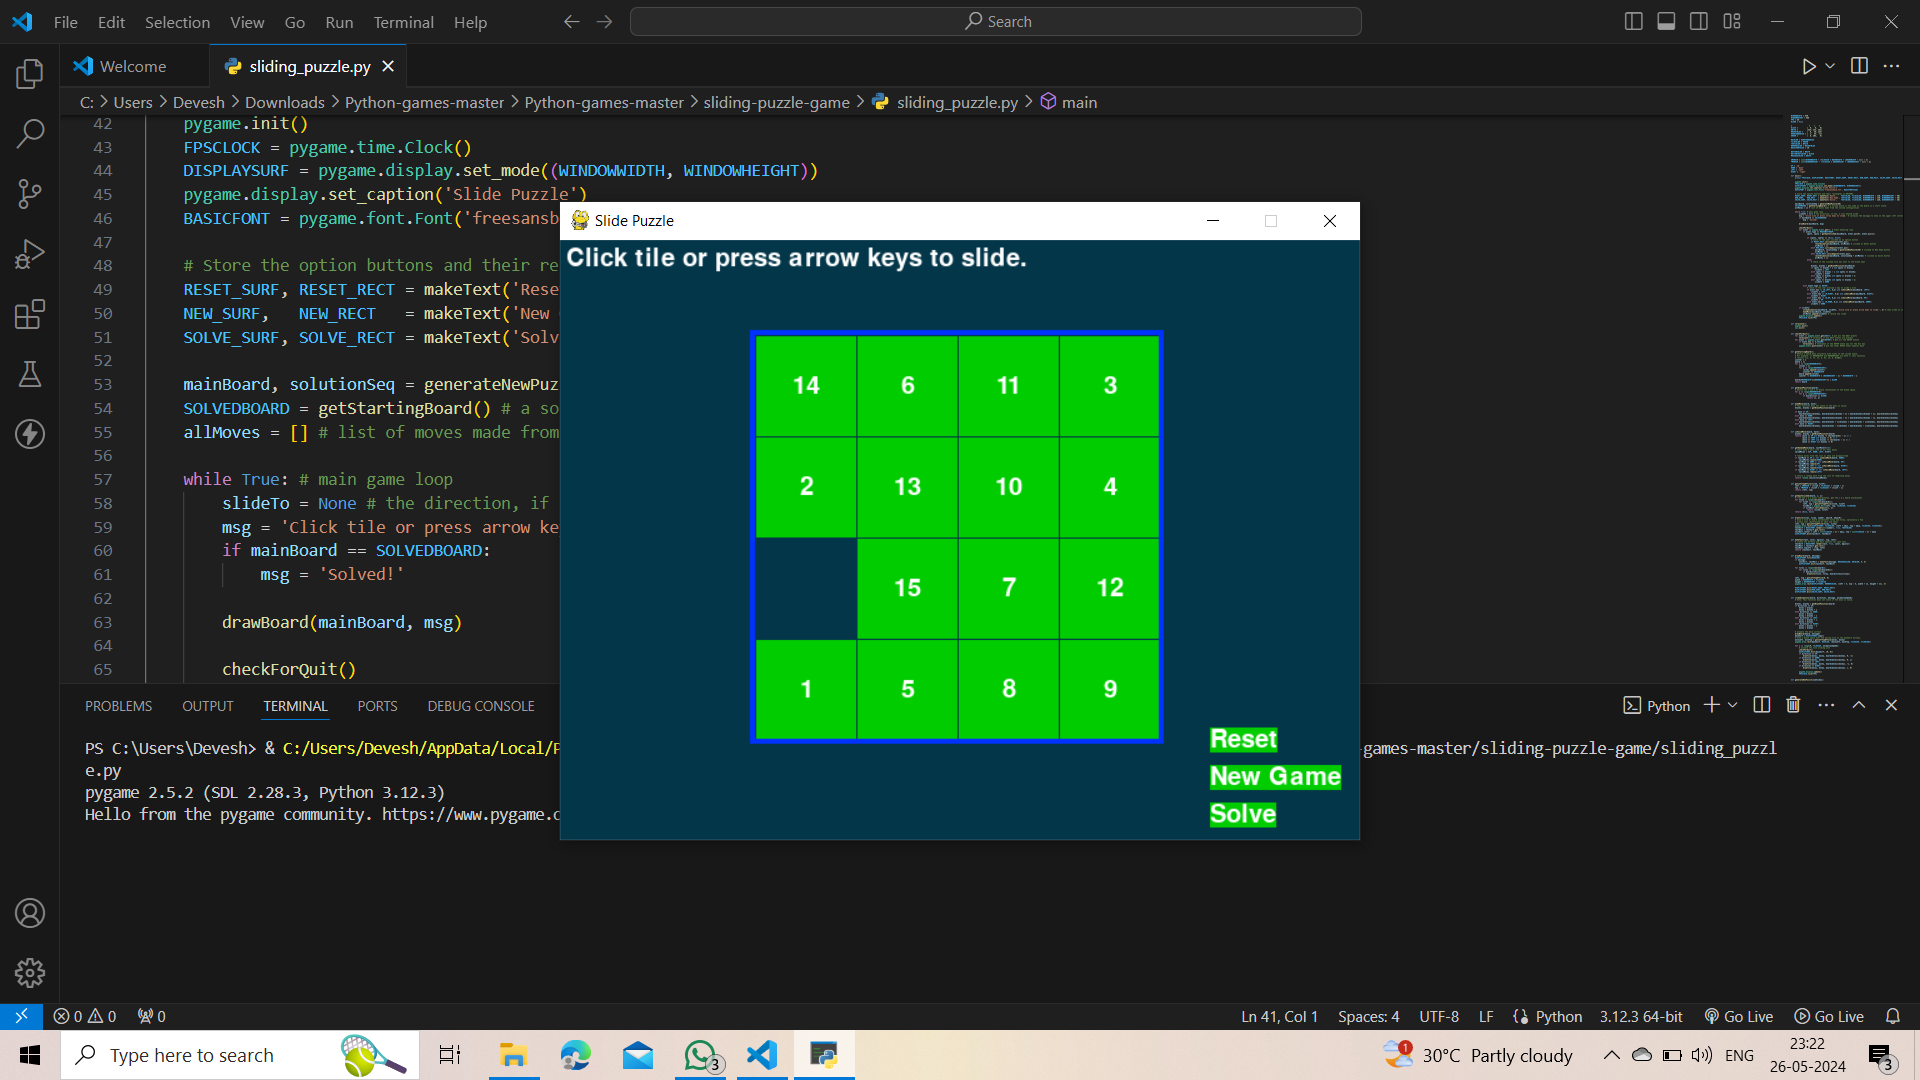 File Edit Selection View Go Run Terminal Help
Search
Welcome
sliding_puzzle.py
C: > Users > Devesh > Downloads > Python-games-master > Python-games-master > sliding-puzzle-game > sliding_puzzle.py > main
42 pygame.init()
43 FPSCLOCK = pygame.time.Clock()
44 DISPLAYSURF = pygame.display.set_mode((WINDOWWIDTH, WINDOWHEIGHT))
45 pygame.display.set_caption('Slide Puzzle')
46 BASICFONT = pygame.font.Font('freesansb
47
48 # Store the option buttons and their re
49 RESET_SURF, RESET_RECT = makeText('Rese
50 NEW_SURF, NEW_RECT = makeText('New
51 SOLVE_SURF, SOLVE_RECT = makeText('Solv
52
53 mainBoard, solutionSeq = generateNewPuz
54 SOLVEDBOARD = getStartingBoard() # a so
55 allMoves = [] # list of moves made from
56
57 while True: # main game loop
58 slideTo = None # the direction, if
59 msg = 'Click tile or press arrow ke
60 if mainBoard == SOLVEDBOARD:
61 msg = 'Solved!'
62
63 drawBoard(mainBoard, msg)
64
65 checkForQuit()
Slide Puzzle
Click tile or press arrow keys to slide.
14 6 11 3
2 13 10 4
15 7 12
1 5 8 9
Reset
New Game
Solve
PROBLEMS OUTPUT TERMINAL PORTS DEBUG CONSOLE
Python
PS C:\Users\Devesh> & C:/Users/Devesh/AppData/Local/P
-games-master/sliding-puzzle-game/sliding_puzzl
e.py
pygame 2.5.2 (SDL 2.28.3, Python 3.12.3)
Hello from the pygame community. https://www.pygame.c
0 0 0
Ln 41, Col 1 Spaces: 4 UTF-8 LF Python 3.12.3 64-bit Go Live Go Live
Type here to search
3
1
30°C Partly cloudy
ENG
23:22
26-05-2024
3